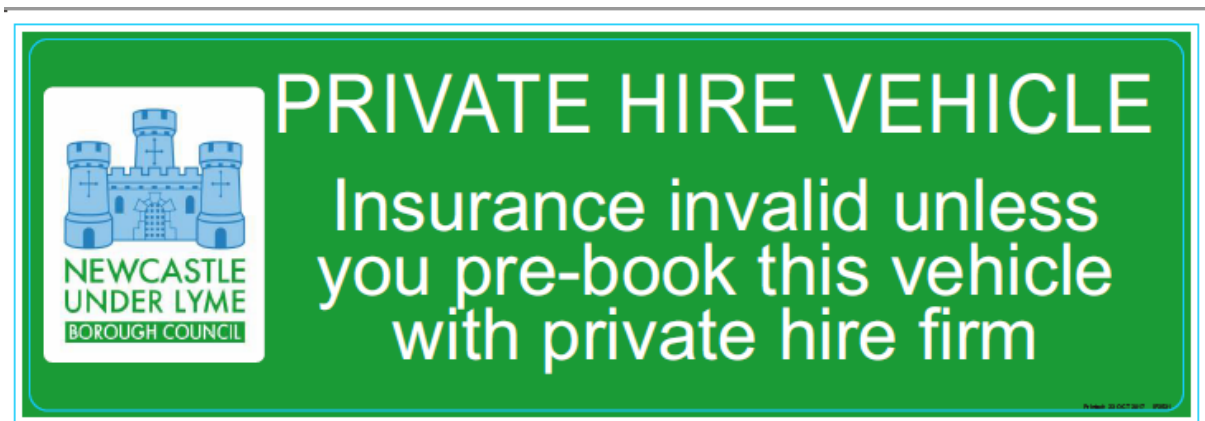 PRIVATE HIRE VEHICLE
Insurance invalid unless
you pre-book this vehicle
with private hire firm
NEWCASTLE
UNDER LYME
BOROUGH COUNCIL